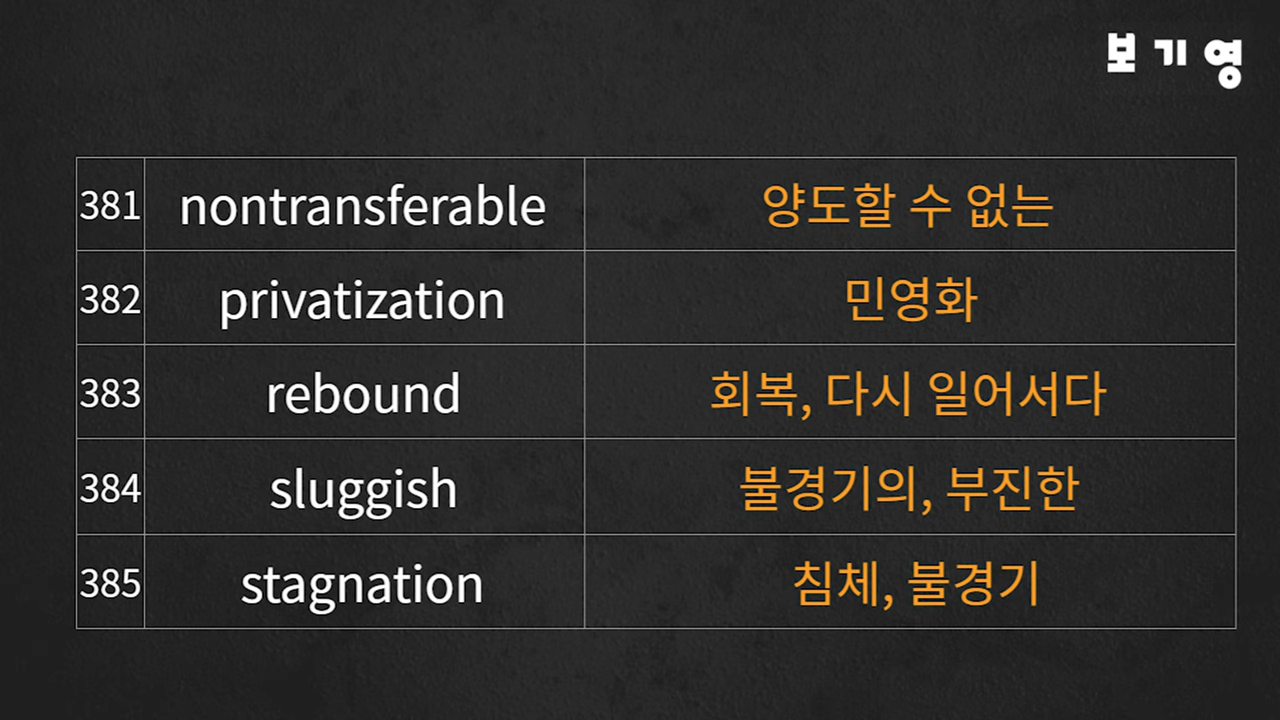 보기영
381 nontransferable 양도할 수 없는
382 privatization 민영화
383 rebound 회복, 다시 일어서다
384 sluggish 불경기의, 부진한
385 stagnation 침체, 불경기